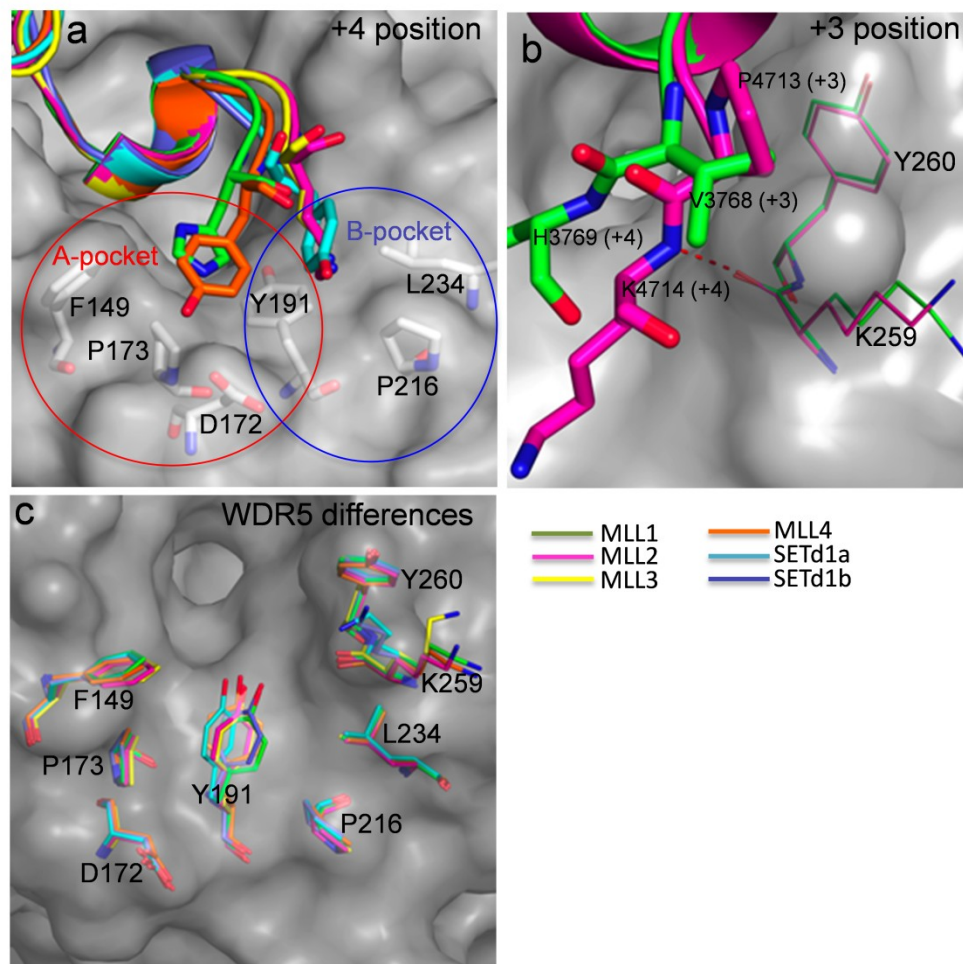 a
+4 position
A-pocket
B-pocket
F149
Y191
L234
P173
P216
D172
b
+3 position
P4713 (+3)
Y260
V3768 (+3)
H3769 (+4)
K4714 (+4)
K259
c
WDR5 differences
Y260
F149
K259
L234
P173
Y191
P216
D172
MLL1
MLL4
MLL2
SETd1a
MLL3
SETd1b